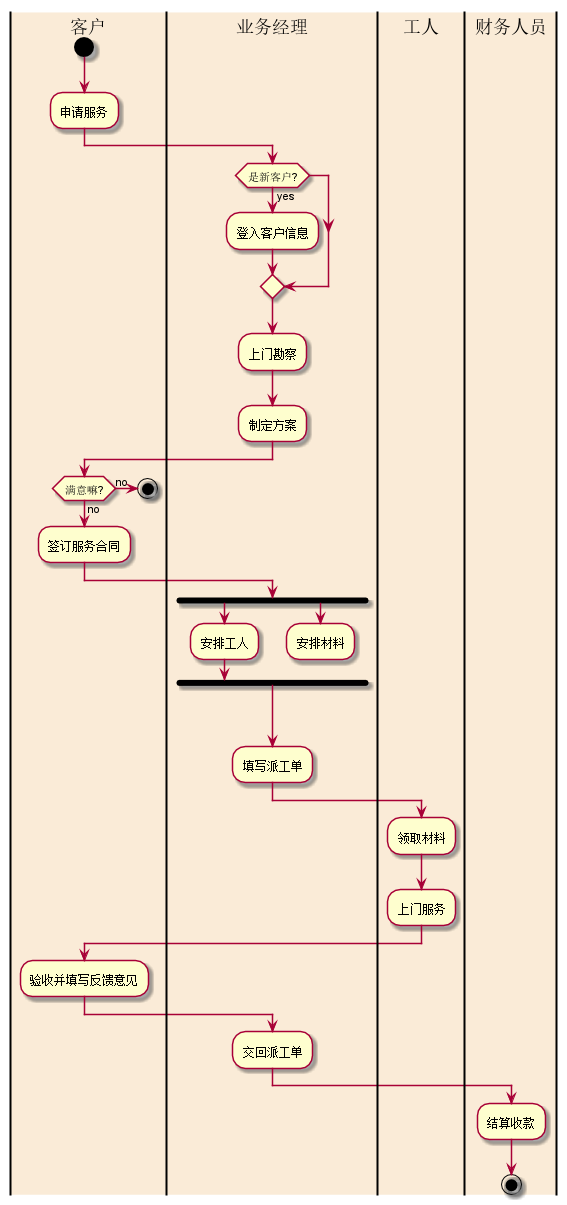 客户 业务经理 工人 财务人员
申请服务
是新客户?
yes
登入客户信息
上门勘察
制定方案
满意嘛? no
no
签订服务合同
安排工人 安排材料
填写派工单
领取材料
上门服务
验收并填写反馈意见
交回派工单
结算收款